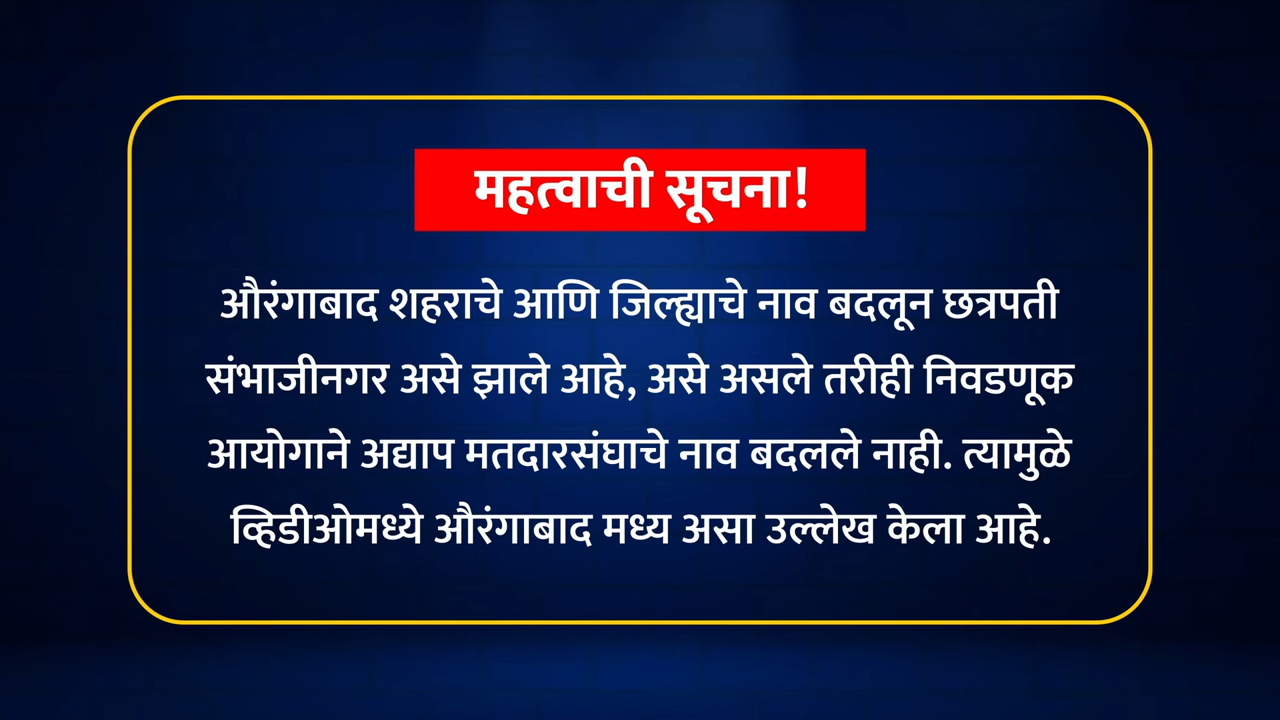 महत्वाची सूचना!
औरंगाबाद शहराचे आणि जिल्ह्याचे नाव बदलून छत्रपती
संभाजीनगर असे झाले आहे, असे असले तरीही निवडणूक
आयोगाने अद्याप मतदारसंघाचे नाव बदलले नाही. त्यामुळे
व्हिडीओमध्ये औरंगाबाद मध्य असा उल्लेख केला आहे.